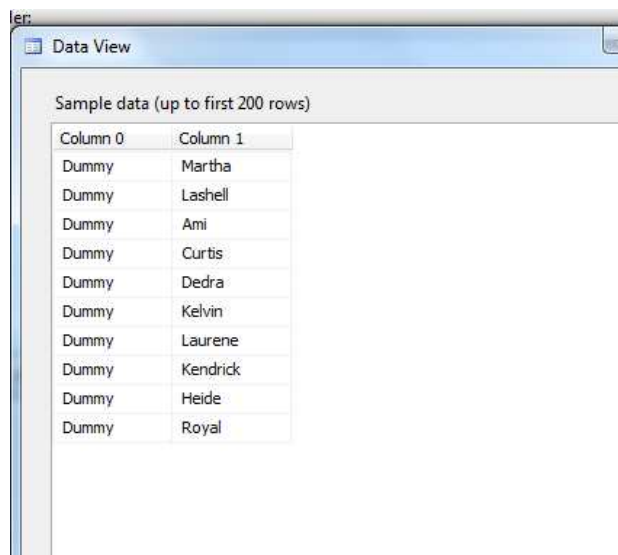 ler:
Data View
Sample data (up to first 200 rows)
Column 0 Column 1
Dummy Martha
Dummy Lashell
Dummy Ami
Dummy Curtis
Dummy Dedra
Dummy Kelvin
Dummy Laurene
Dummy Kendrick
Dummy Heide
Dummy Royal